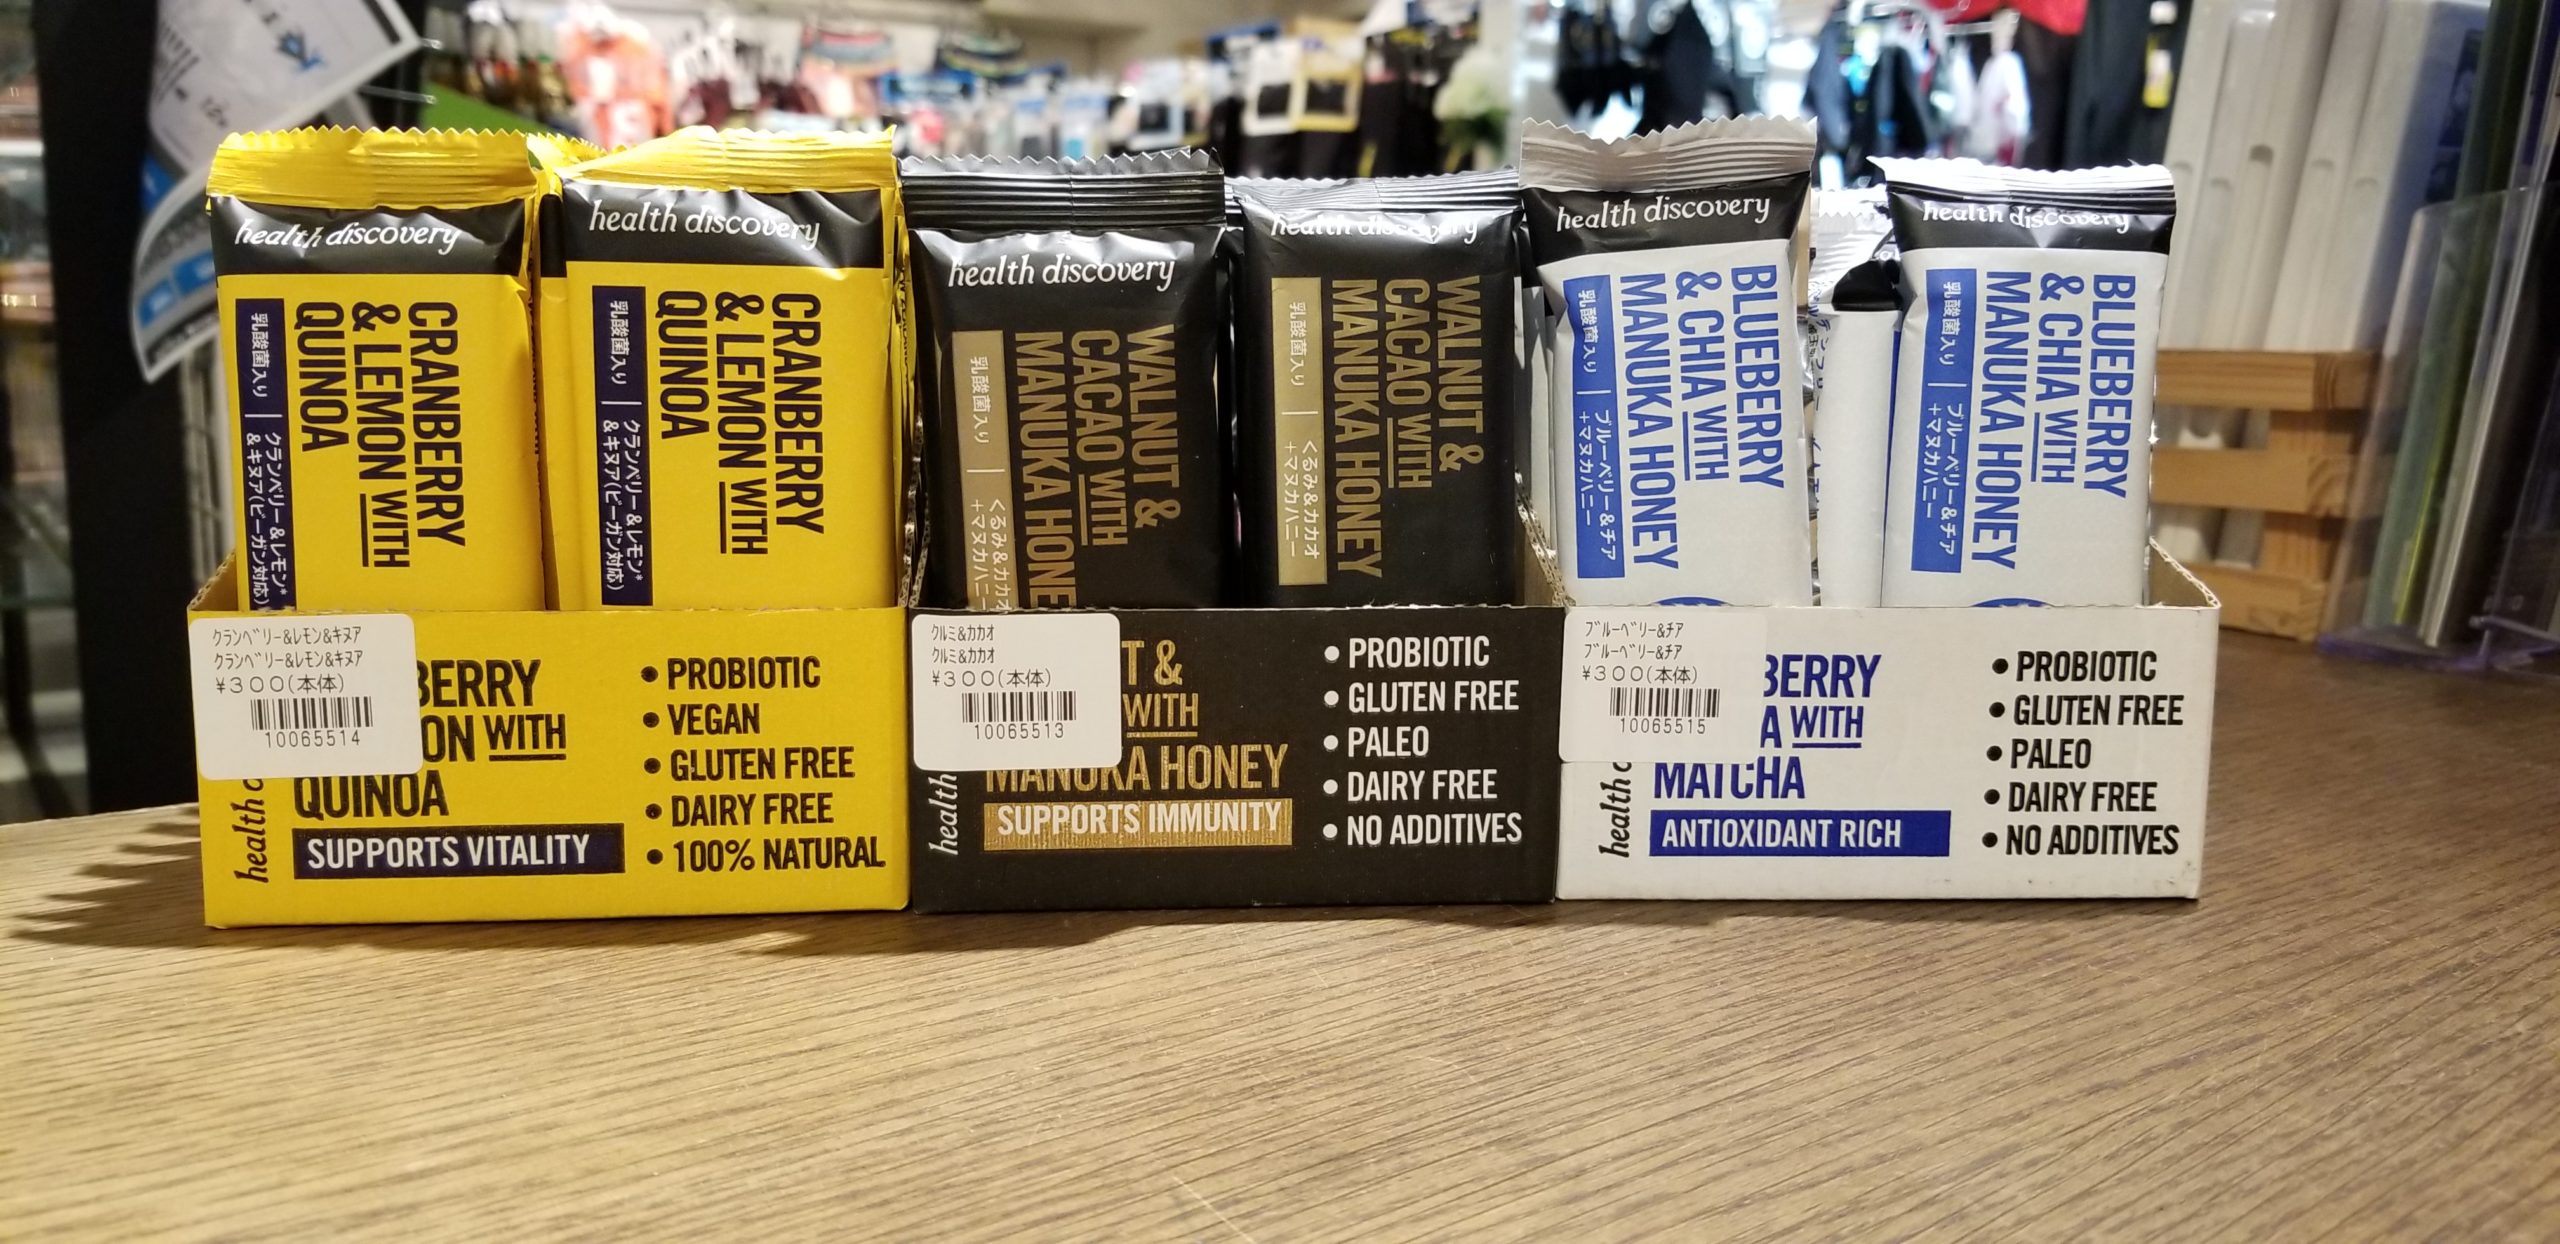 health discovery
CRANBERRY
& LEMON WITH
QUINOA
乳酸菌入り | クランベリー&レモン*
&キヌア(ビーガン対応)
health discovery
CRANBERRY
& LEMON WITH
QUINOA
乳酸菌入り | クランベリー&レモン*
&キヌア(ビーガン対応)
health discovery
WALNUT &
CACAO WITH
MANUKA HONE
乳酸菌入り | くるみ&カカオ
+マヌカハニー
health discovery
WALNUT &
CACAO WITH
MANUKA HONEY
乳酸菌入り | くるみ&カカオ
+マヌカハニー
health discovery
BLUEBERRY
& CHIA WITH
MANUKA HONEY
乳酸菌入り | ブルーベリー&チア
+マヌカハニー
health discovery
BLUEBERRY
& CHIA WITH
MANUKA HONEY
乳酸菌入り | ブルーベリー&チア
+マヌカハニー
クランベリー&レモン&キヌア
クランベリー&レモン&キヌア
¥300(本体)
10065514
BERRY
ON WITH
QUINOA
SUPPORTS VITALITY
health
• PROBIOTIC
• VEGAN
• GLUTEN FREE
• DAIRY FREE
• 100% NATURAL
クルミ&カカオ
クルミ&カカオ
¥300(本体)
10065513
T &
WITH
MANUKA HONEY
SUPPORTS IMMUNITY
health
• PROBIOTIC
• GLUTEN FREE
• PALEO
• DAIRY FREE
• NO ADDITIVES
ブルーベリー&チア
ブルーベリー&チア
¥300(本体)
10065515
BERRY
A WITH
MATCHA
ANTIOXIDANT RICH
health
• PROBIOTIC
• GLUTEN FREE
• PALEO
• DAIRY FREE
• NO ADDITIVES